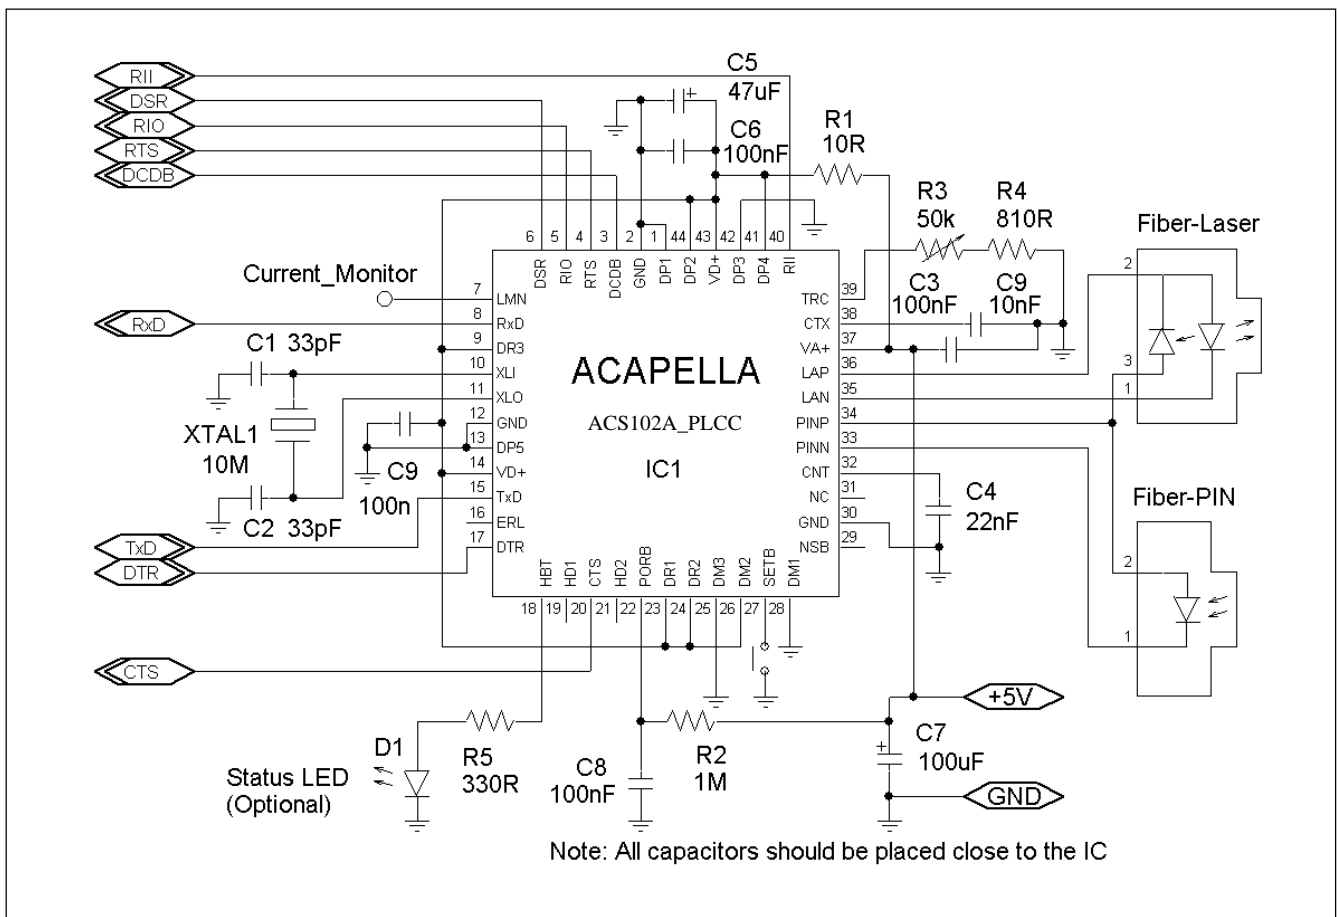 RII
DSR
RIO
RTS
DCDB
C5
47uF
+
C6
100nF
R1
10R
R3
50k
R4
810R
Fiber-Laser
6 5 4 3 2 1 44 43 42 41 40
DSR RIO RTS DCDB GND DP1 DP2 VD+ DP3 DP4 RII
Current_Monitor
7 LMN
8 RxD
9 DR3
10 XLI
11 XLO
12 GND
13 DP5
14 VD+
15 TxD
16 ERL
17 DTR
RxD
C1 33pF
XTAL1
10M
C2 33pF
C9
100n
ACAPELLA
ACS102A_PLCC
IC1
TRC 39
CTX 38
VA+ 37
LAP 36
LAN 35
PINP 34
PINN 33
CNT 32
NC 31
GND 30
NSB 29
C3
100nF
C9
10nF
2
3
1
C4
22nF
Fiber-PIN
2
1
TxD
DTR
HBT HD1 CTS HD2 PORB DR1 DR2 DM3 DM2 SETB DM1
18 19 20 21 22 23 24 25 26 27 28
CTS
+5V
D1
Status LED
(Optional)
R5
330R
C8
100nF
R2
1M
+
C7
100uF
GND
Note: All capacitors should be placed close to the IC